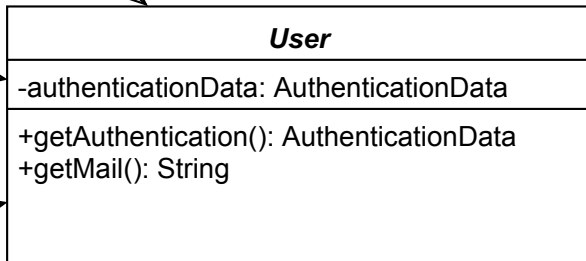 User
-authenticationData: AuthenticationData
+getAuthentication(): AuthenticationData
+getMail(): String